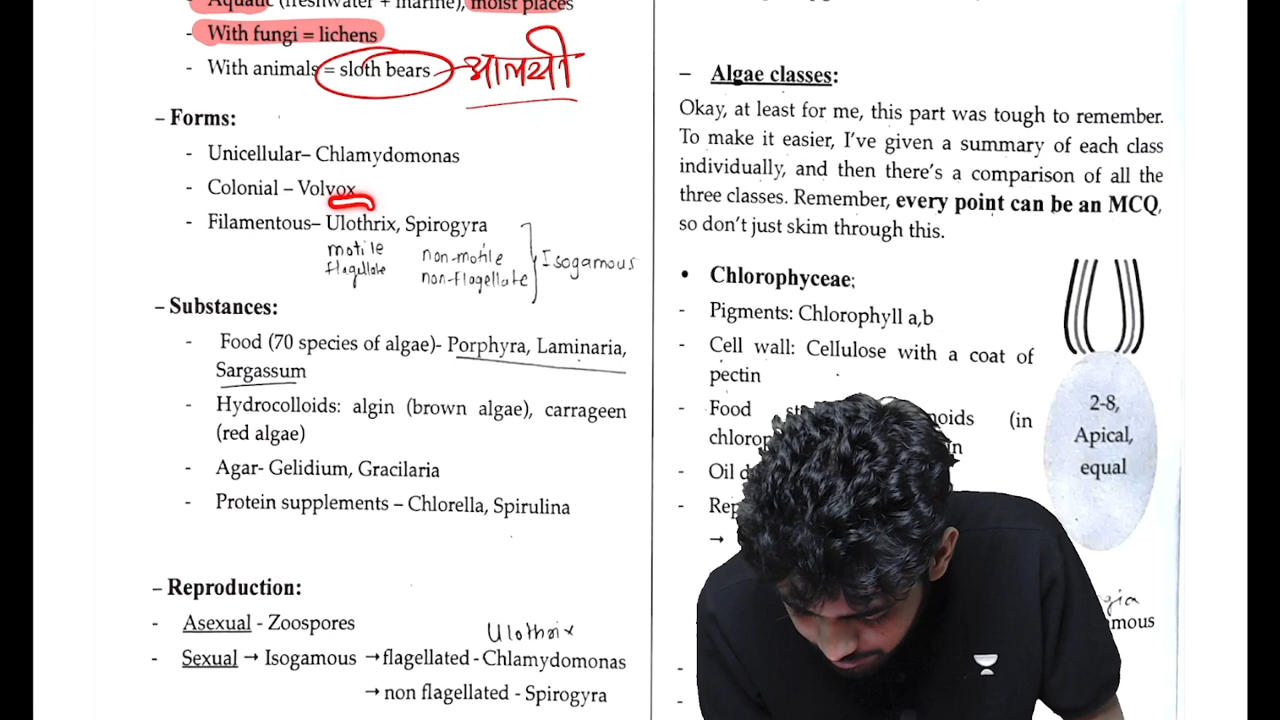 - Aquatic (freshwater + marine), moist places
- With fungi = lichens
- With animals = sloth bears आलसी
– Forms:
- Unicellular– Chlamydomonas
- Colonial – Volvox
- Filamentous– Ulothrix, Spirogyra
motile non-motile
flagellate non-flagellate Isogamous
– Substances:
- Food (70 species of algae)- Porphyra, Laminaria,
Sargassum
- Hydrocolloids: algin (brown algae), carrageen
(red algae)
- Agar- Gelidium, Gracilaria
- Protein supplements – Chlorella, Spirulina
– Reproduction:
- Asexual - Zoospores
Ulothrix
- Sexual → Isogamous → flagellated - Chlamydomonas
→ non flagellated - Spirogyra
– Algae classes:
Okay, at least for me, this part was tough to remember.
To make it easier, I've given a summary of each class
individually, and then there's a comparison of all the
three classes. Remember, every point can be an MCQ,
so don't just skim through this.
• Chlorophyceae:
- Pigments: Chlorophyll a,b
- Cell wall: Cellulose with a coat of
pectin
- Food (in
- Oil
→
2-8,
Apical,
equal